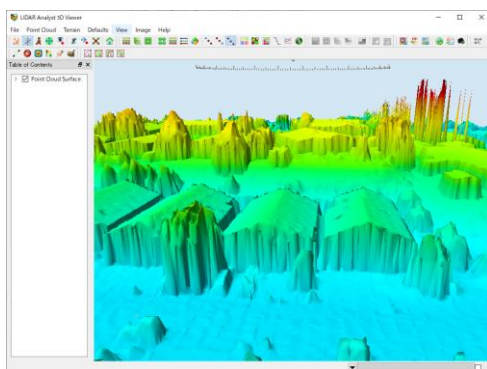 LIDAR Analyst 3D Viewer
File Point Cloud Terrain Defaults View Image Help
Table of Contents
Point Cloud Surface